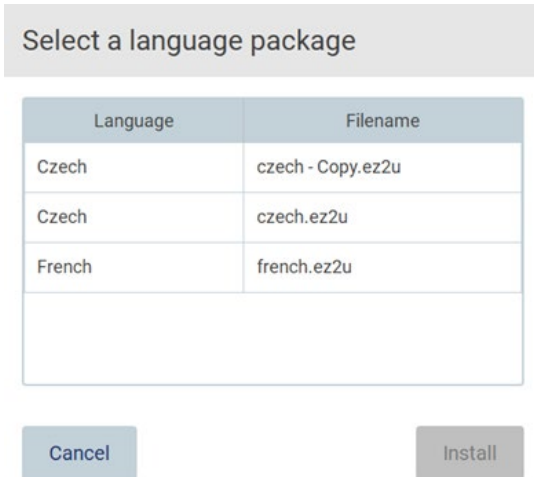 Select a language package
Language Filename
Czech czech - Copy.ez2u
Czech czech.ez2u
French french.ez2u
Cancel Install